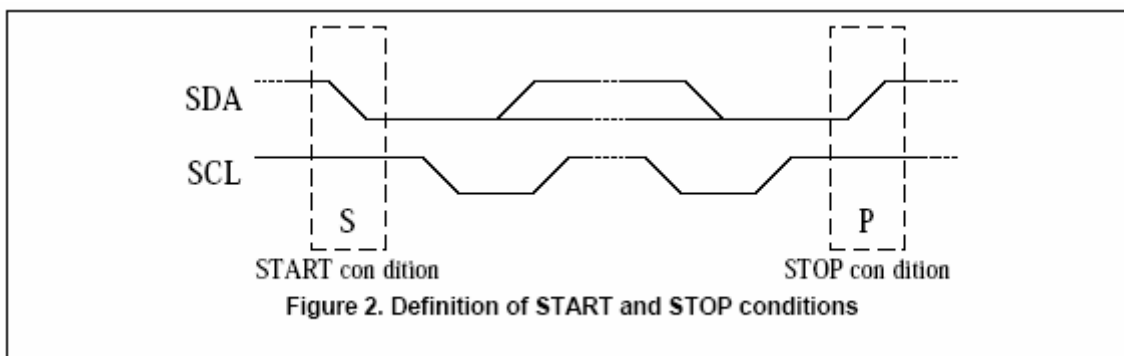 SDA
SCL
S
P
START con dition
STOP con dition
Figure 2. Definition of START and STOP conditions